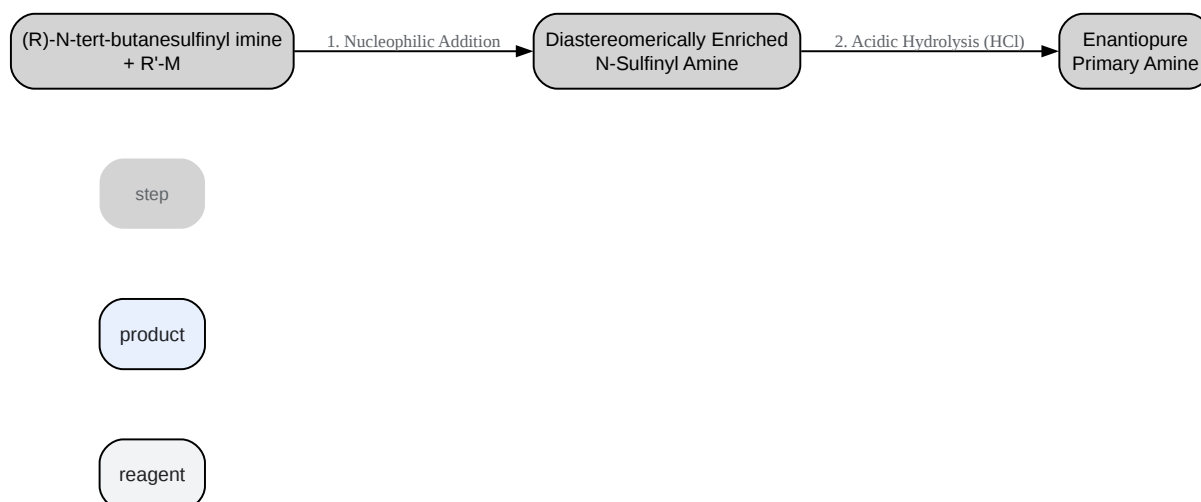 (R)-N-tert-butanesulfinyl imine
+ R'-M
1. Nucleophilic Addition
Diastereomerically Enriched
N-Sulfinyl Amine
2. Acidic Hydrolysis (HCl)
Enantiopure
Primary Amine
step
product
reagent